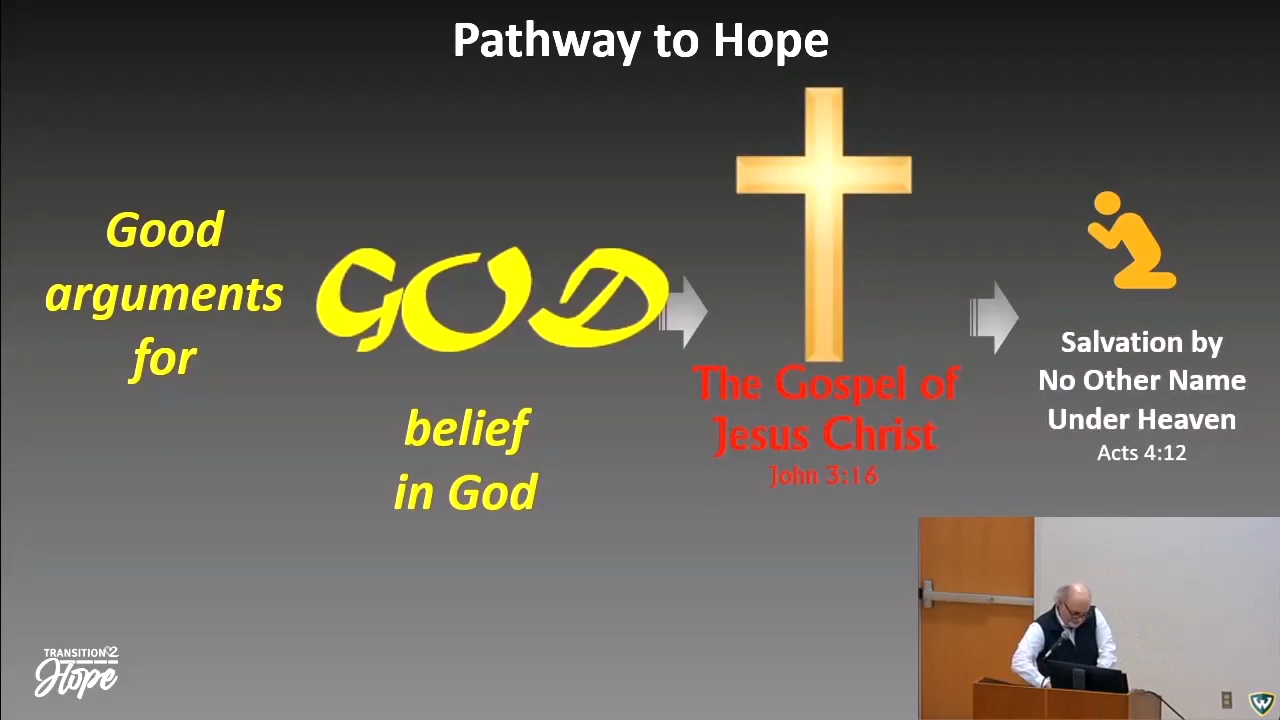 Pathway to Hope
Good
arguments
for
GOD
belief
in God
The Gospel of
Jesus Christ
John 3:16
Salvation by
No Other Name
Under Heaven
Acts 4:12
TRANSITION2
Hope
W